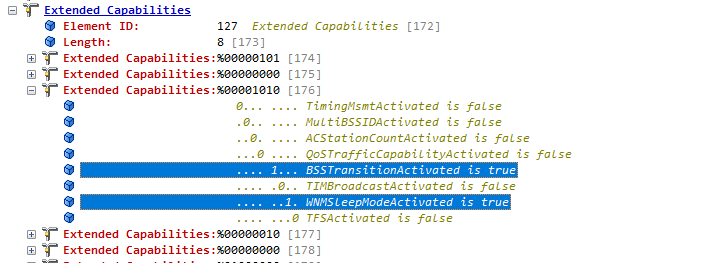 Extended Capabilities
Element ID: 127 Extended Capabilities [172]
Length: 8 [173]
Extended Capabilities:%00000101 [174]
Extended Capabilities:%00000000 [175]
Extended Capabilities:%00001010 [176]
0... .... TimingMsmtActivated is false
.0.. .... MultiBSSIDActivated is false
..0. .... ACStationCountActivated is false
...0 .... QoSTrafficCapabilityActivated is false
.... 1... BSSTransitionActivated is true
.... .0.. TIMBroadcastActivated is false
.... ..1. WNMSleepModeActivated is true
.... ...0 TFSActivated is false
Extended Capabilities:%00000010 [177]
Extended Capabilities:%00000000 [178]